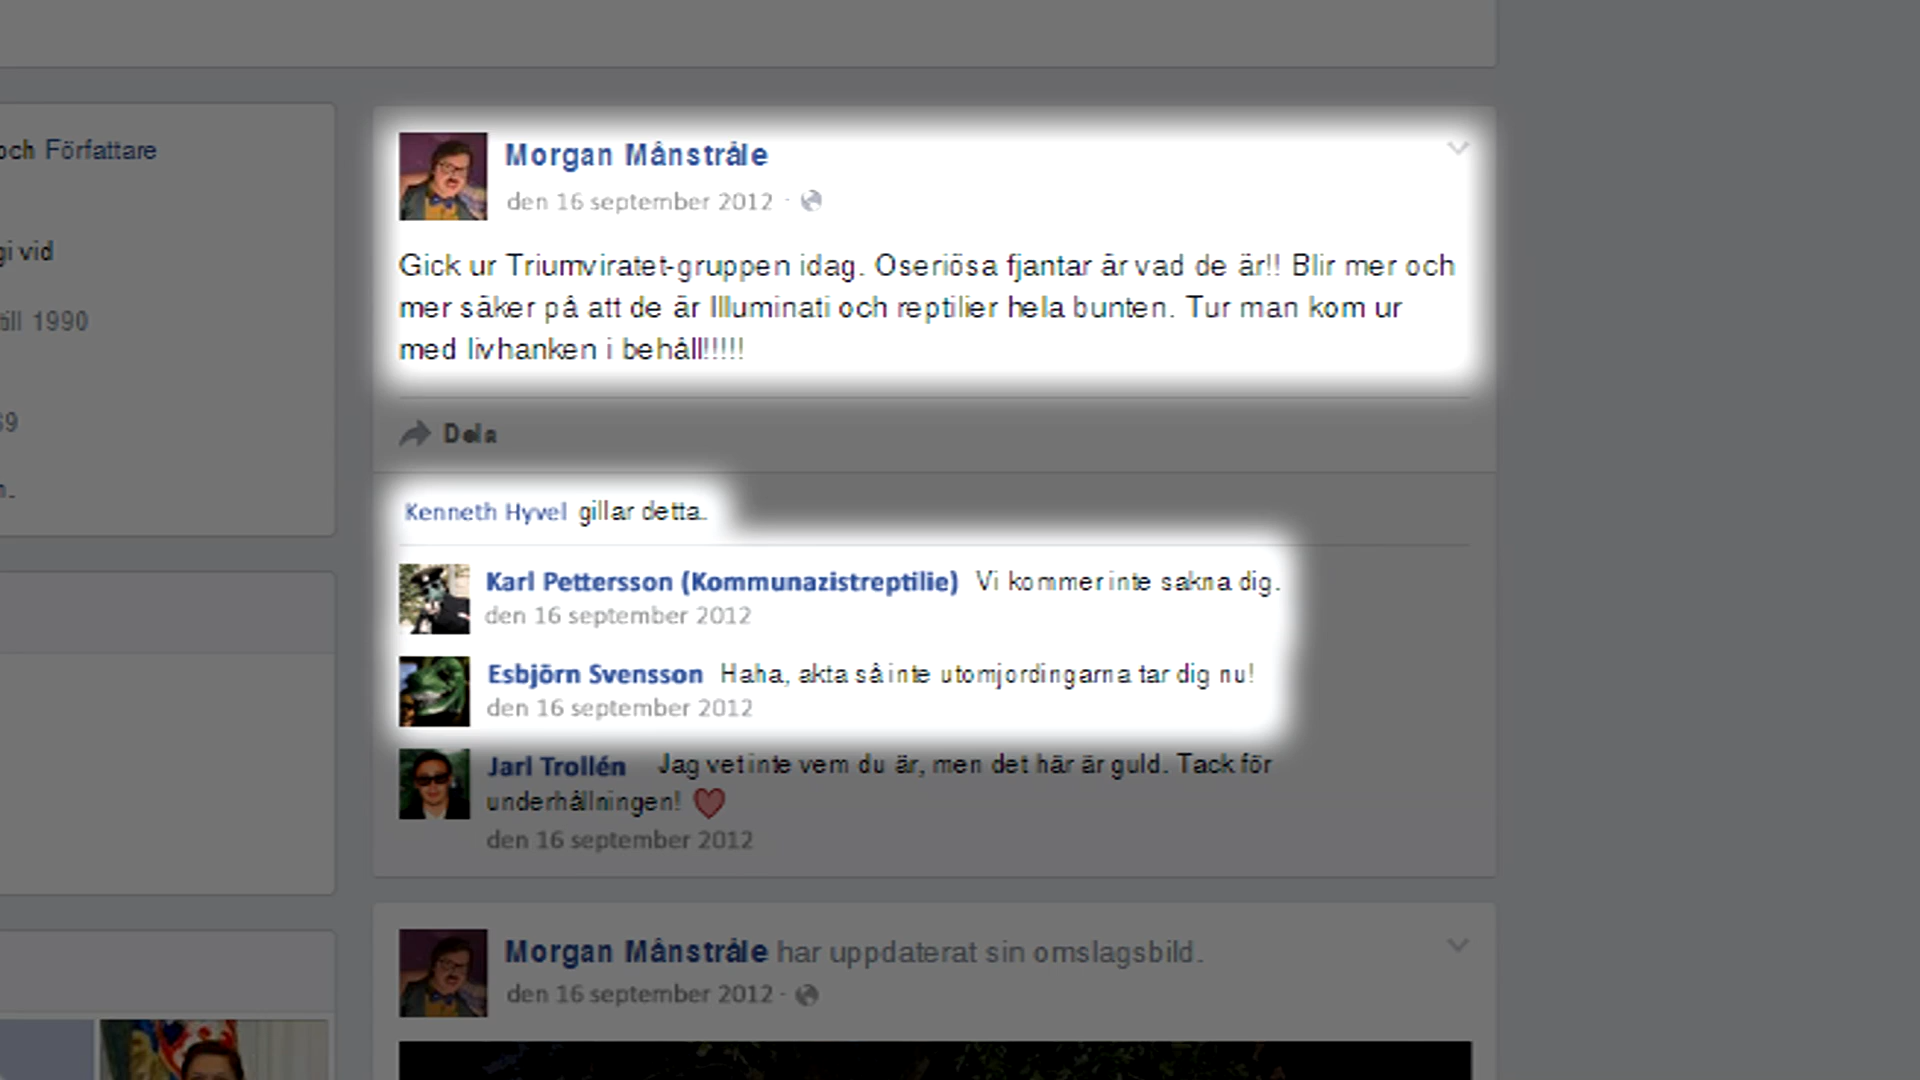 och Författare
gi vid
till 1990
69
n.
Morgan Månstråle
den 16 september 2012 ·
Gick ur Triumviratet-gruppen idag. Oseriösa fjantar är vad de är!! Blir mer och
mer säker på att de är Illuminati och reptilier hela bunten. Tur man kom ur
med livhanken i behåll!!!!!
Dela
Kenneth Hyvel gillar detta.
Karl Pettersson (Kommunazistreptilie) Vi kommer inte sakna dig.
den 16 september 2012
Esbjörn Svensson Haha, akta så inte utomjordingarna tar dig nu!
den 16 september 2012
Jarl Trollén Jag vet inte vem du är, men det här är guld. Tack för
underhållningen! ♥
den 16 september 2012
Morgan Månstråle har uppdaterat sin omslagsbild.
den 16 september 2012 ·